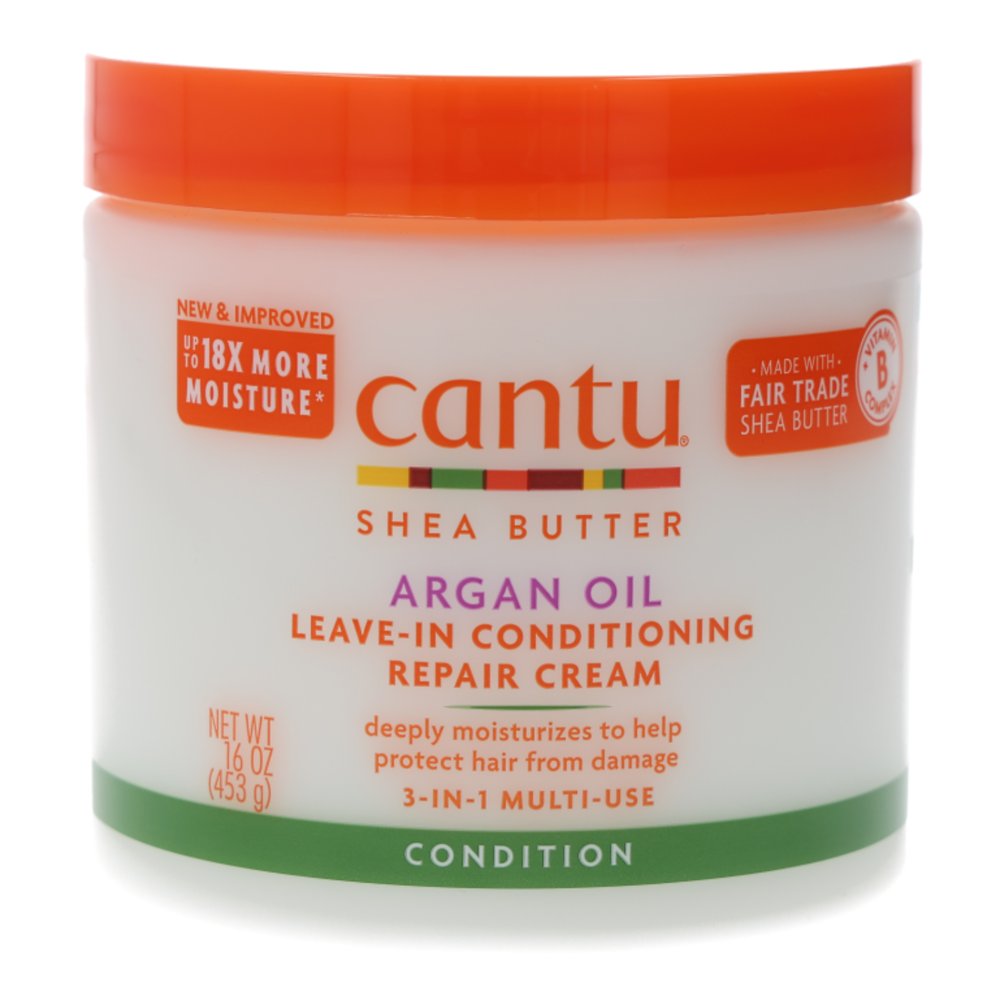 NEW & IMPROVED
UP TO 18X MORE
MOISTURE*
cantu®
SHEA BUTTER
• MADE WITH •
FAIR TRADE
SHEA BUTTER
• VITAMIN •
B
COMPLEX
ARGAN OIL
LEAVE-IN CONDITIONING
REPAIR CREAM
deeply moisturizes to help
protect hair from damage
3-IN-1 MULTI-USE
NET WT
16 OZ
(453 g)
CONDITION